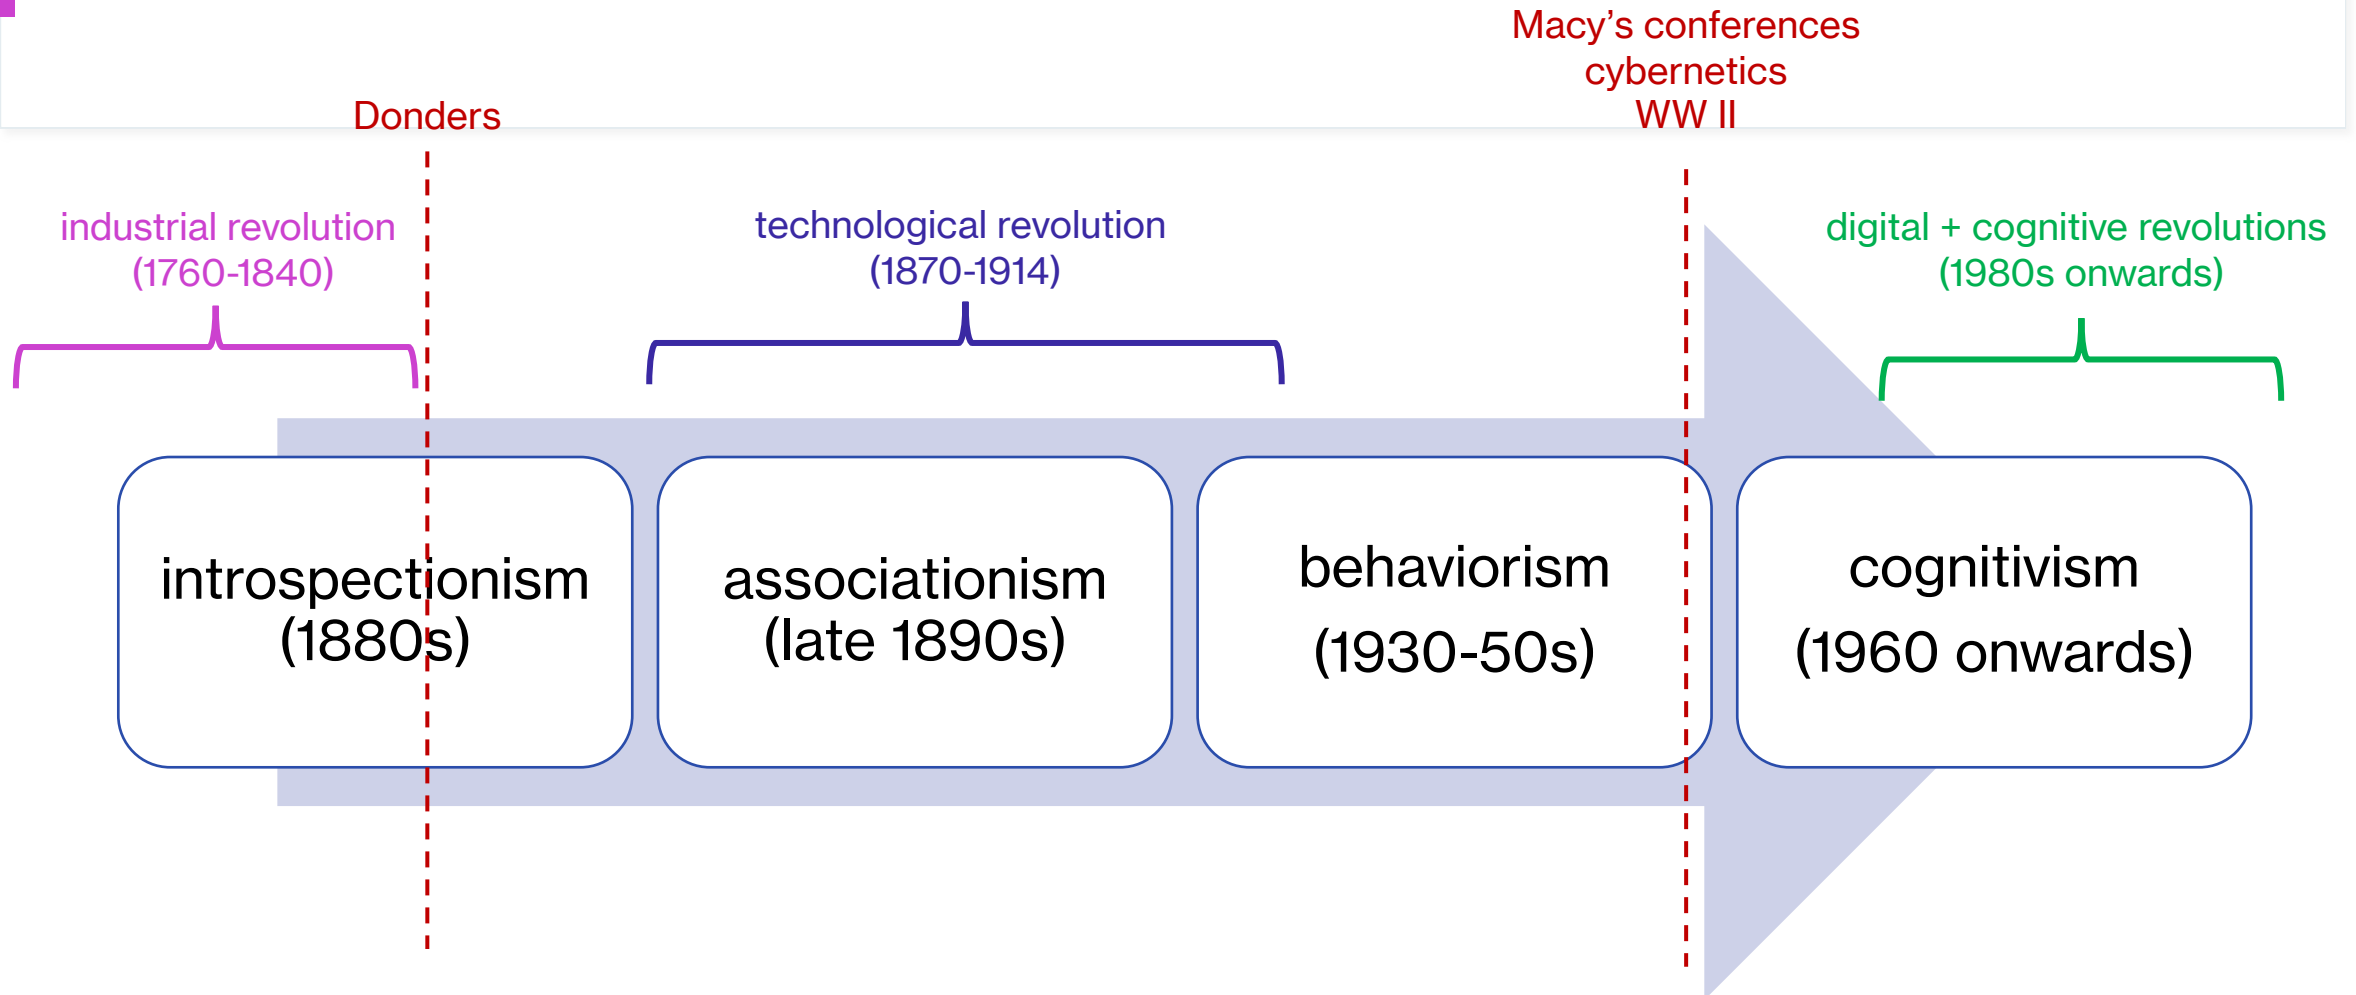 Macy’s conferences
cybernetics
WW II
Donders
industrial revolution
(1760-1840)
technological revolution
(1870-1914)
digital + cognitive revolutions
(1980s onwards)
introspectionism
(1880s)
associationism
(late 1890s)
behaviorism
(1930-50s)
cognitivism
(1960 onwards)